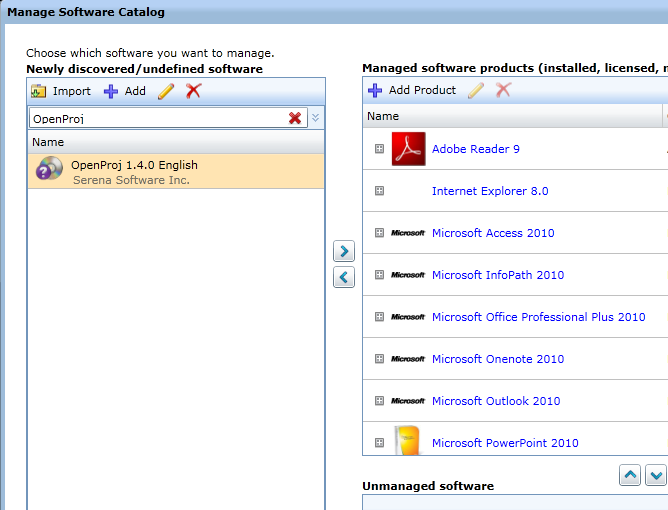 Manage Software Catalog
Choose which software you want to manage.
Newly discovered/undefined software
Import Add
OpenProj
Name
OpenProj 1.4.0 English
Serena Software Inc.
Managed software products (installed, licensed,
Add Product
Name
Adobe Reader 9
Internet Explorer 8.0
Microsoft Microsoft Access 2010
Microsoft Microsoft InfoPath 2010
Microsoft Microsoft Office Professional Plus 2010
Microsoft Microsoft Onenote 2010
Microsoft Microsoft Outlook 2010
Microsoft PowerPoint 2010
Unmanaged software